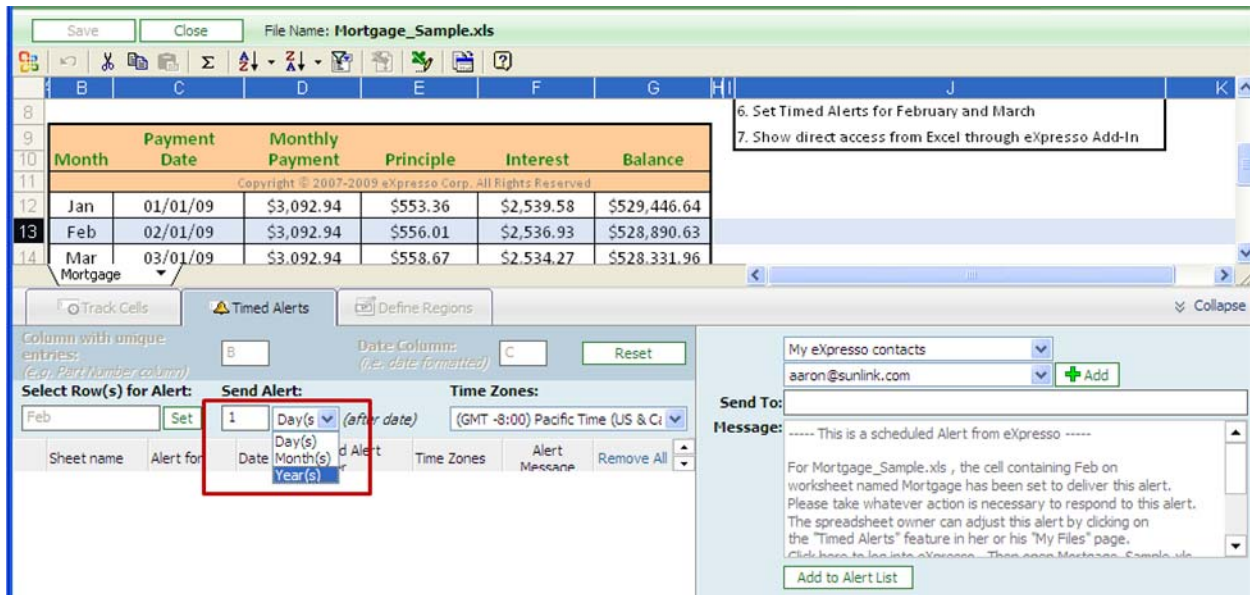 Save Close File Name: Mortgage_Sample.xls
Σ
B C D E F G H I J K
8 6. Set Timed Alerts for February and March
9 7. Show direct access from Excel through eXpresso Add-In
Payment Monthly
10 Month Date Payment Principle Interest Balance
11 Copyright © 2007-2009 eXpresso Corp. All Rights Reserved
12 Jan 01/01/09 $3,092.94 $553.36 $2,539.58 $529,446.64
13 Feb 02/01/09 $3,092.94 $556.01 $2,536.93 $528,890.63
14 Mar 03/01/09 $3,092.94 $558.67 $2,534.27 $528,331.96
Mortgage
Track Cells Timed Alerts Define Regions Collapse
Column with unique entries: B Date Column: C Reset
(e.g. Part Number column) (i.e. date formatted)
Select Row(s) for Alert: Send Alert: Time Zones:
Feb Set 1 Day(s (after date) (GMT -8:00) Pacific Time (US & Ca
Day(s)
Month(s)
Year(s)
Sheet name Alert for Date d Alert Time Zones Alert Message Remove All
My eXpresso contacts
aaron@sunlink.com Add
Send To:
Message: ----- This is a scheduled Alert from eXpresso -----
For Mortgage_Sample.xls , the cell containing Feb on
worksheet named Mortgage has been set to deliver this alert.
Please take whatever action is necessary to respond to this alert.
The spreadsheet owner can adjust this alert by clicking on
the "Timed Alerts" feature in her or his "My Files" page.
Click here to log into eXpresso . Then open Mortgage_Sample.xls
Add to Alert List